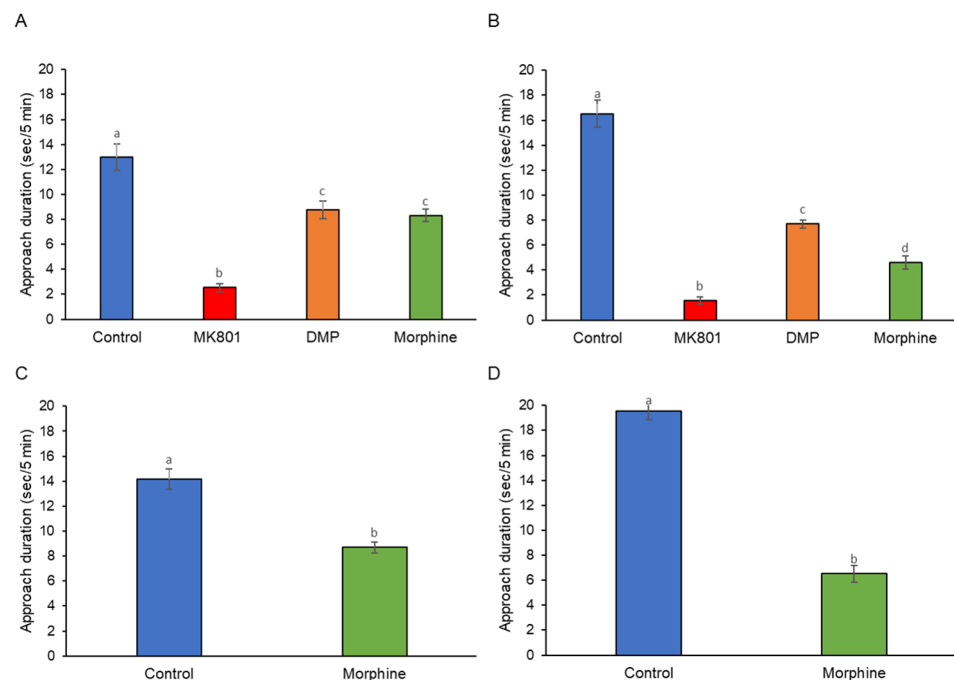 A
Approach duration (sec/5 min)
20
18
16
14
12
10
8
6
4
2
0
a
b
c
c
Control MK801 DMP Morphine
B
Approach duration (sec/5 min)
20
18
16
14
12
10
8
6
4
2
0
a
b
c
d
Control MK801 DMP Morphine
C
Approach duration (sec/5 min)
20
18
16
14
12
10
8
6
4
2
0
a
b
Control Morphine
D
Approach duration (sec/5 min)
20
18
16
14
12
10
8
6
4
2
0
a
b
Control Morphine